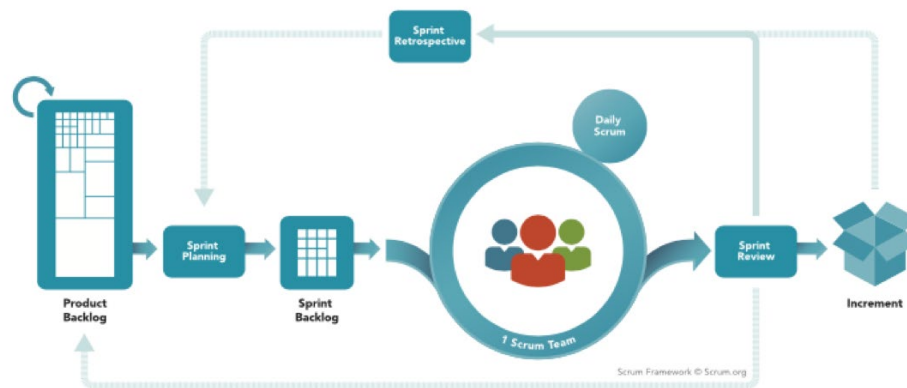 Sprint
Retrospective
Daily
Scrum
Sprint
Planning
Sprint
Review
Product
Backlog
Sprint
Backlog
Increment
1 Scrum Team
Scrum Framework © Scrum.org